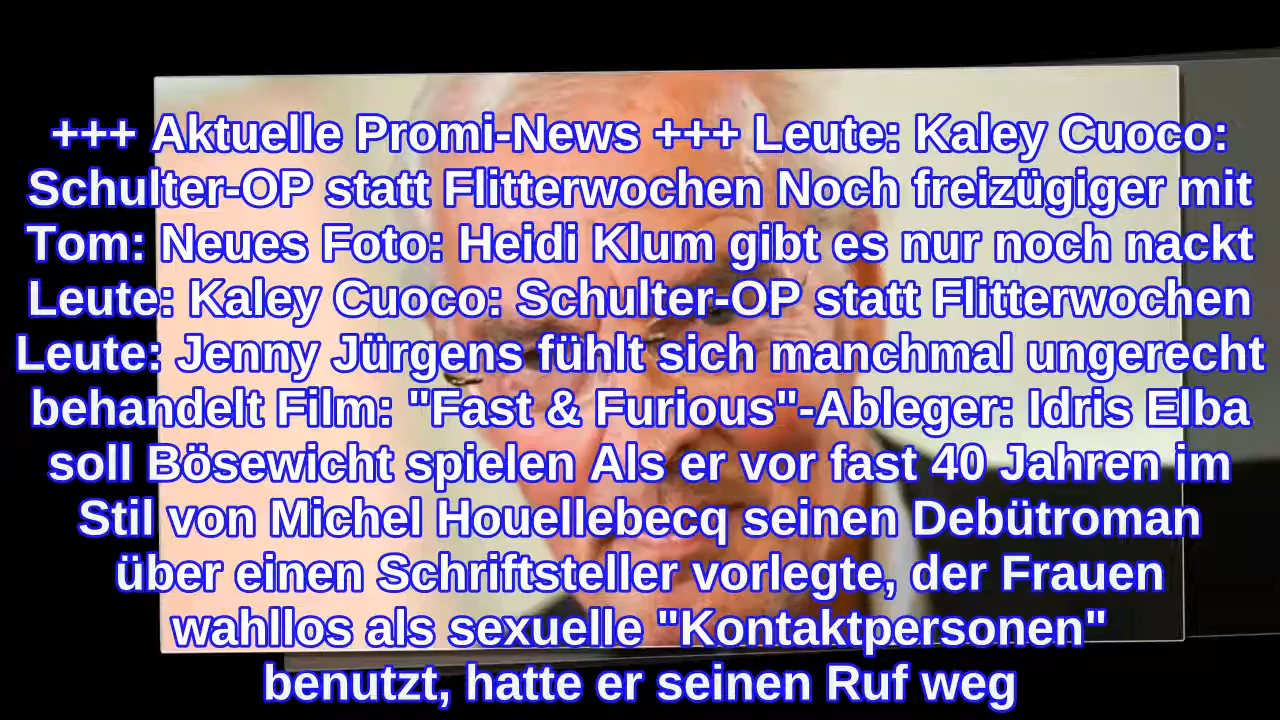 +++ Aktuelle Promi-News +++ Leute: Kaley Cuoco:
Schulter-OP statt Flitterwochen Noch freizügiger mit
Tom: Neues Foto: Heidi Klum gibt es nur noch nackt
Leute: Kaley Cuoco: Schulter-OP statt Flitterwochen
Leute: Jenny Jürgens fühlt sich manchmal ungerecht
behandelt Film: "Fast & Furious"-Ableger: Idris Elba
soll Bösewicht spielen Als er vor fast 40 Jahren im
Stil von Michel Houellebecq seinen Debütroman
über einen Schriftsteller vorlegte, der Frauen
wahllos als sexuelle "Kontaktpersonen"
benutzt, hatte er seinen Ruf weg